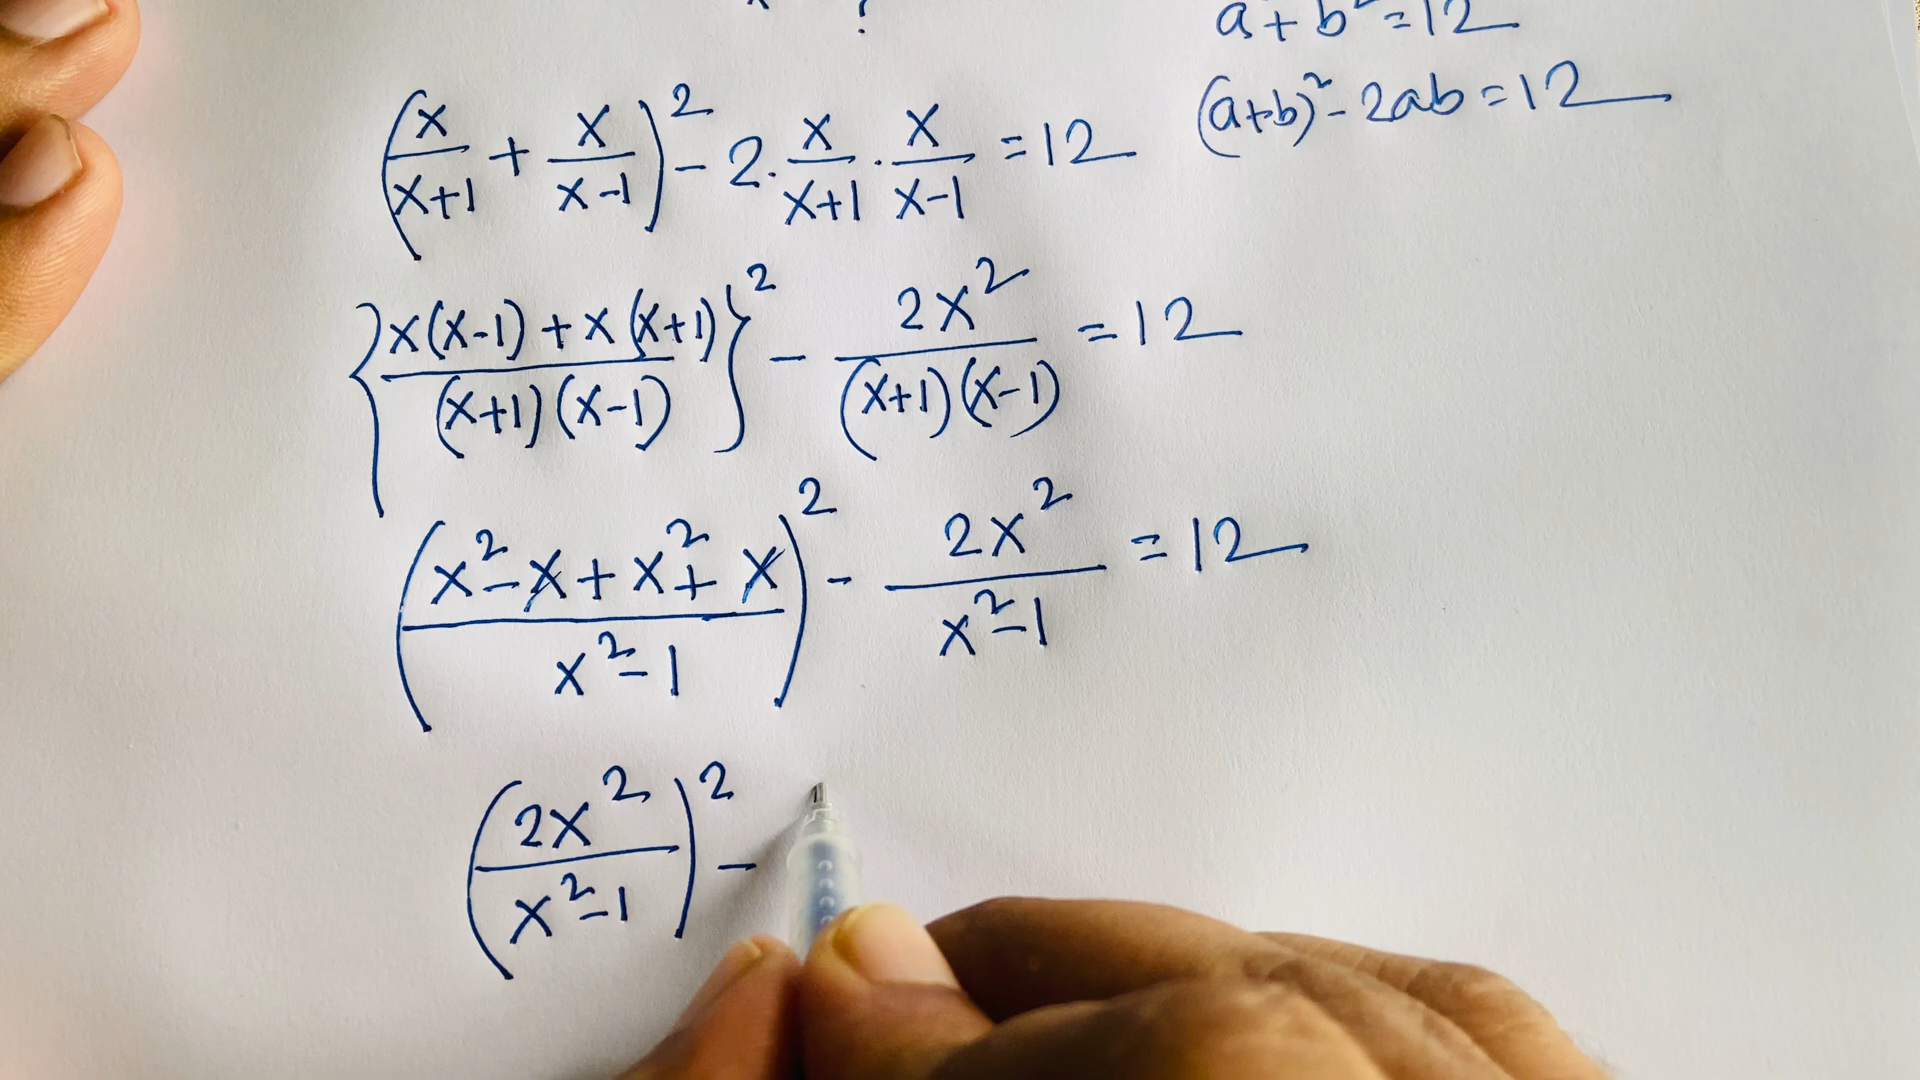 a + b² = 12
(x/(x+1) + x/(x-1))² - 2·x/(x+1)·x/(x-1) = 12
(a+b)² - 2ab = 12
{(x(x-1) + x(x+1))/((x+1)(x-1))}² - 2x²/((x+1)(x-1)) = 12
((x² - x + x² + x)/(x² - 1))² - 2x²/(x² - 1) = 12
(2x²/(x² - 1))² -